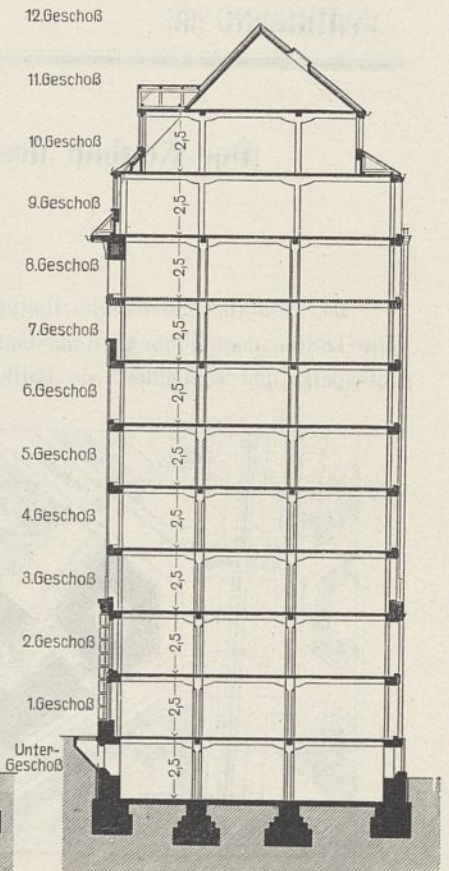 12.Geschoß
11.Geschoß
10.Geschoß
2,5
9.Geschoß
2,5
8.Geschoß
2,5
7.Geschoß
2,5
6.Geschoß
2,5
5.Geschoß
2,5
4.Geschoß
2,5
3.Geschoß
2,5
2.Geschoß
2,5
1.Geschoß
2,5
Unter-
Geschoß
2,5